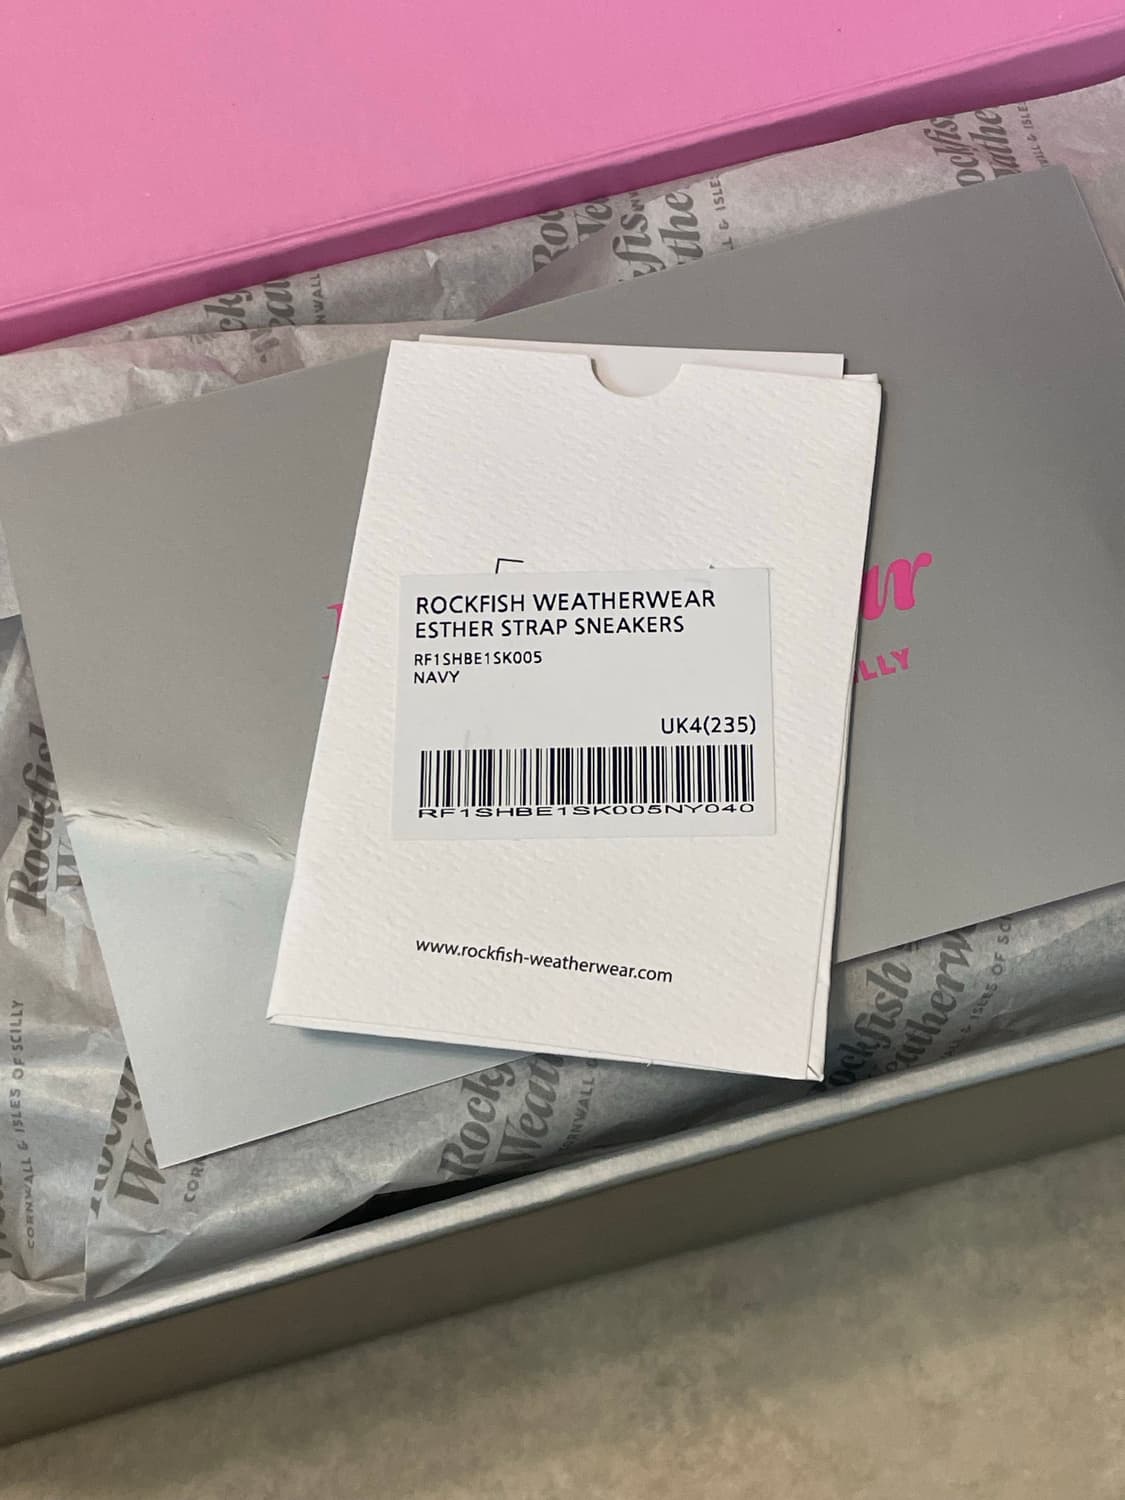 Rockfish
CORNWALL & ISLES OF SCILLY
ROCKFISH WEATHERWEAR
ESTHER STRAP SNEAKERS
RF1SHBE1SK005
NAVY
UK4(235)
RF1SHBE1SK005NY040
www.rockfish-weatherwear.com